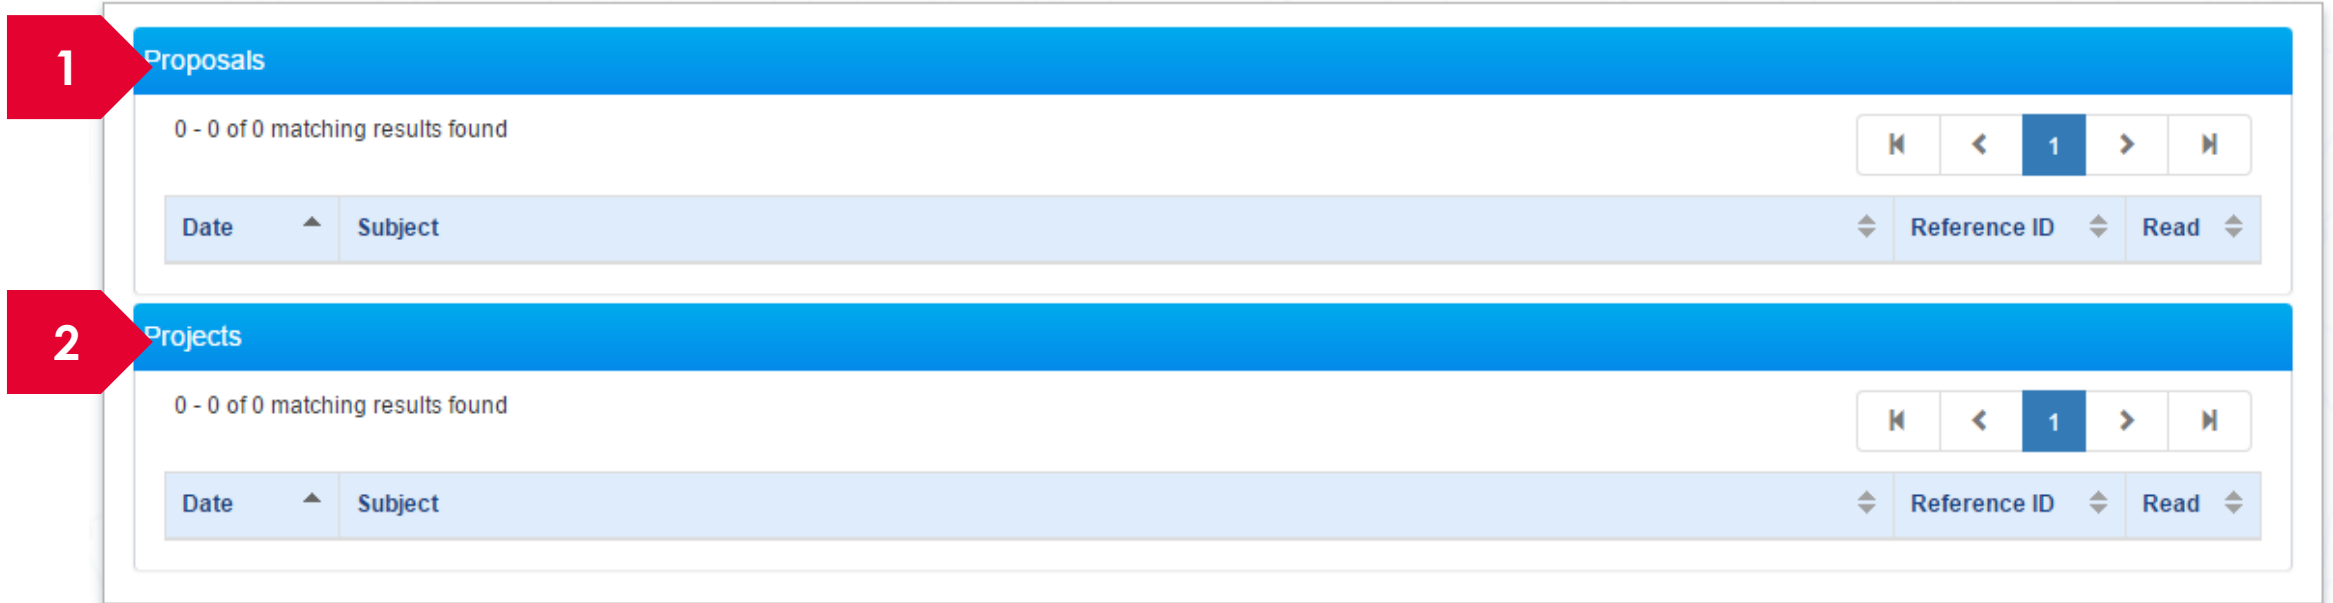 1
Proposals
0 - 0 of 0 matching results found
1
Date Subject Reference ID Read
2
Projects
0 - 0 of 0 matching results found
1
Date Subject Reference ID Read